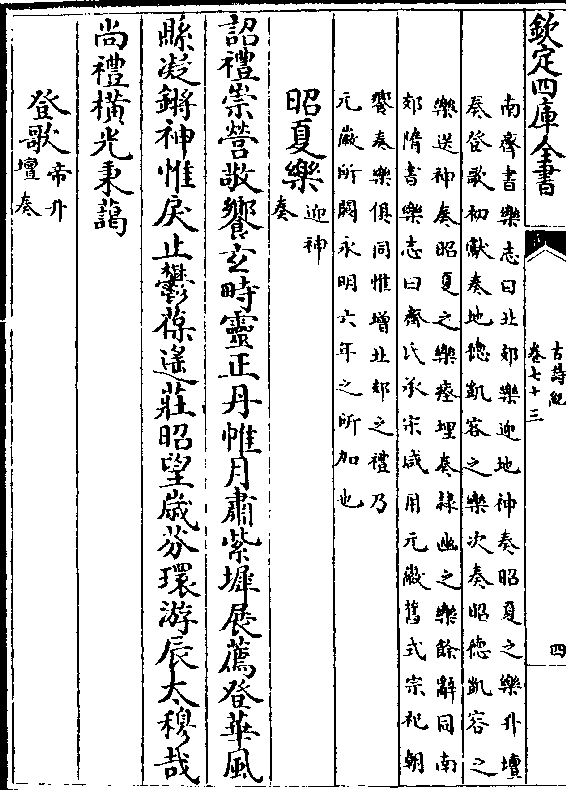 欽定四庫全書
古詩紀
卷七十三
四
南齊書樂志曰北郊樂迎地神奏昭夏之樂升壇
奏登歌初獻奏地德凱容之樂次奏昭德凱容之
樂送神奏昭夏之樂瘞埋奏隸幽之樂餘辭同南
郊隋書樂志曰齊氏承宋咸用元徽舊式宗祀朝
饗奏樂俱同惟增北郊之禮乃
元徽所闕永明六年之所加也
昭夏樂 迎神奏
詔禮崇營敬饗玄畤靈正丹帷月肅紫墀展薦登華風
縣凝鏘神惟戾止鬱葆遙莊昭望歲芬環游辰太穆哉
尚禮橫光秉藹
登歌 帝升壇奏